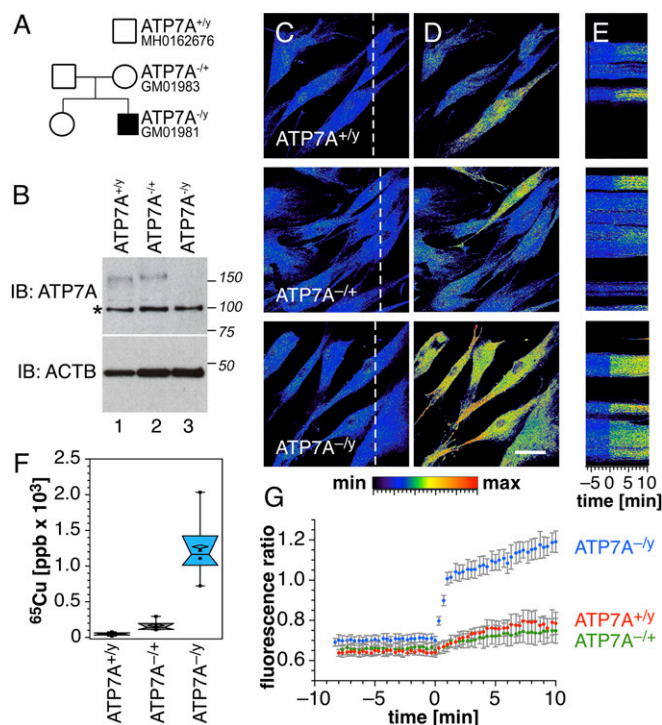 A
ATP7A+/y
MH0162676
ATP7A-/+
GM01983
ATP7A-/y
GM01981
B
ATP7A+/y
ATP7A-/+
ATP7A-/y
IB: ATP7A
150
*
100
75
IB: ACTB
50
1 2 3
C
D
E
ATP7A+/y
ATP7A−/+
ATP7A−/y
min
max
−5 0 5 10
time [min]
F
65Cu [ppb x 10³]
2.5
2.0
1.5
1.0
0.5
0
ATP7A+/y
ATP7A−/+
ATP7A−/y
G
fluorescence ratio
1.2
1.0
0.8
0.6
−10 −5 0 5 10
time [min]
ATP7A−/y
ATP7A+/y
ATP7A−/+